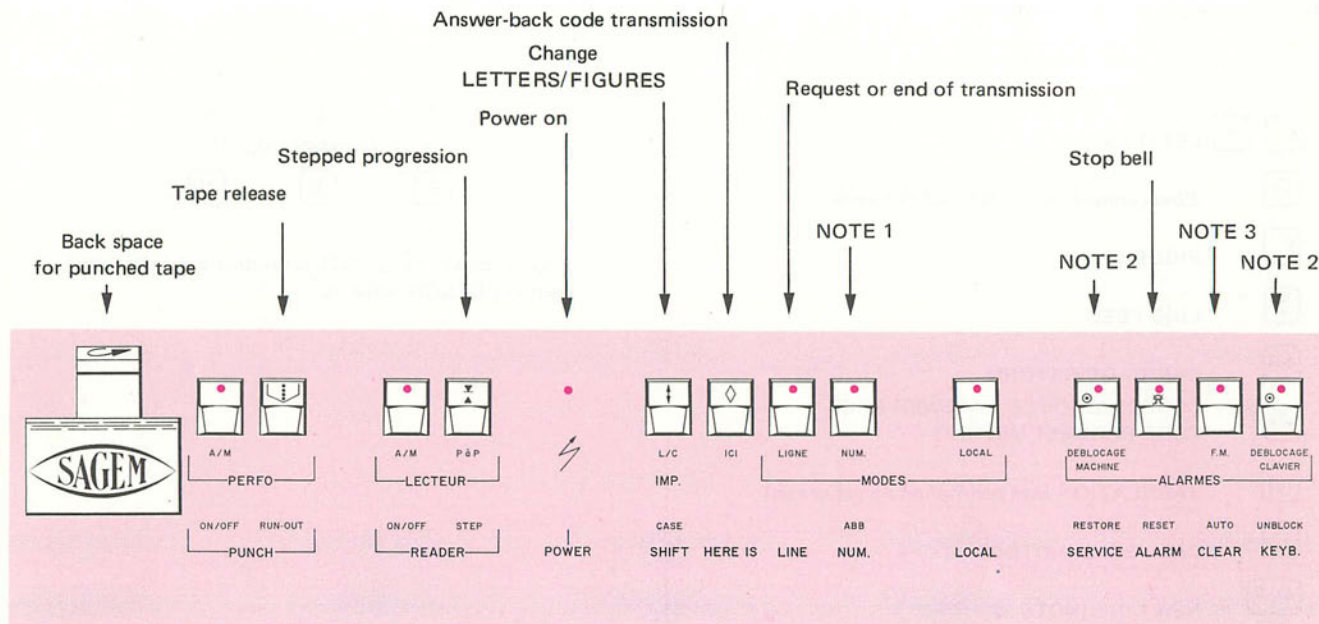 Answer-back code transmission
Change
LETTERS/FIGURES
Request or end of transmission
Power on
Stepped progression
Stop bell
Tape release
NOTE 1
NOTE 3
Back space
for punched tape
NOTE 2
NOTE 2
SAGEM
A/M
A/M
PàP
L/C
ICI
LIGNE
NUM.
LOCAL
DEBLOCAGE
MACHINE
F.M.
DEBLOCAGE
CLAVIER
PERFO
LECTEUR
IMP.
MODES
ALARMES
ON/OFF
RUN-OUT
ON/OFF
STEP
CASE
ABB
RESTORE
RESET
AUTO
UNBLOCK
PUNCH
READER
POWER
SHIFT
HERE IS
LINE
NUM.
LOCAL
SERVICE
ALARM
CLEAR
KEYB.